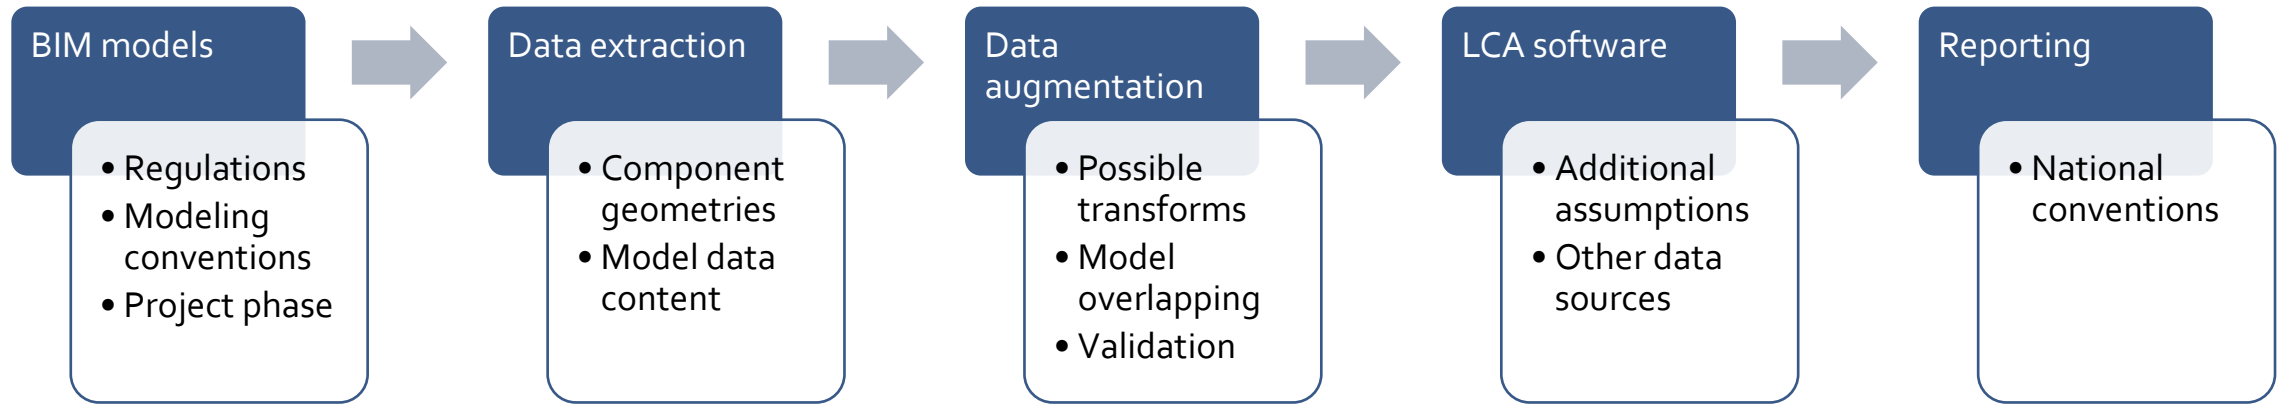 BIM models
• Regulations
• Modeling
conventions
• Project phase
Data extraction
• Component
geometries
• Model data
content
Data
augmentation
• Possible
transforms
• Model
overlapping
• Validation
LCA software
• Additional
assumptions
• Other data
sources
Reporting
• National
conventions